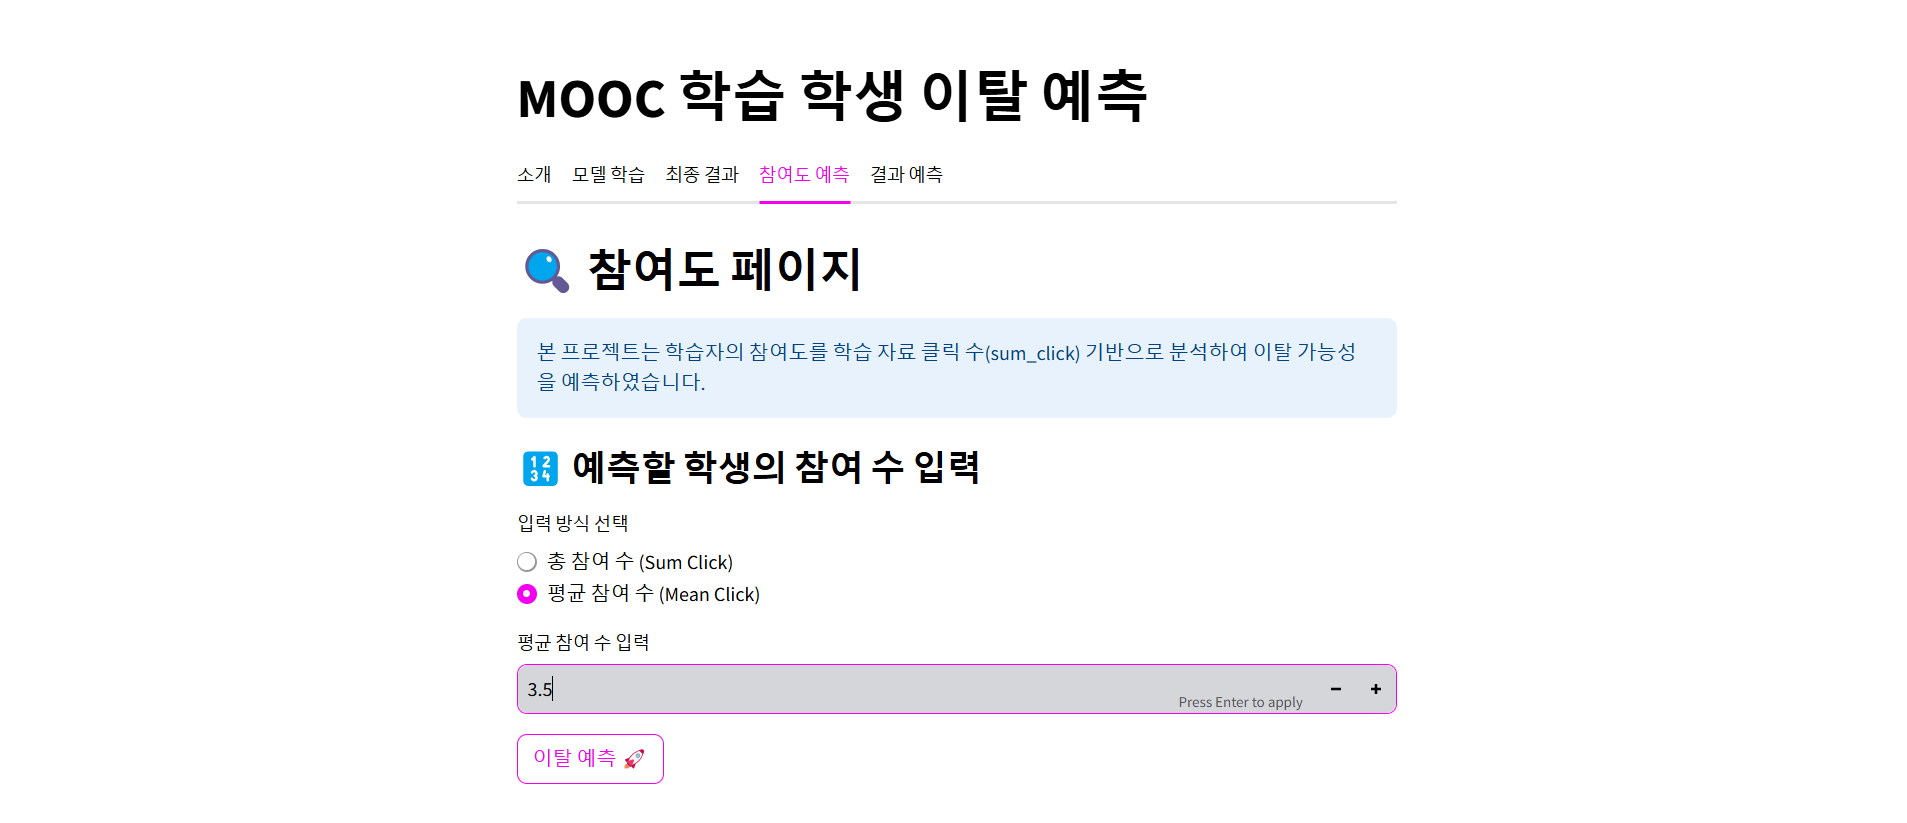 MOOC 학습 학생 이탈 예측
소개 모델 학습 최종 결과 참여도 예측 결과 예측
참여도 페이지
본 프로젝트는 학습자의 참여도를 학습 자료 클릭 수(sum_click) 기반으로 분석하여 이탈 가능성
을 예측하였습니다.
1 2 3 4 예측할 학생의 참여 수 입력
입력 방식 선택
총 참여 수 (Sum Click)
평균 참여 수 (Mean Click)
평균 참여 수 입력
3.5
Press Enter to apply
이탈 예측